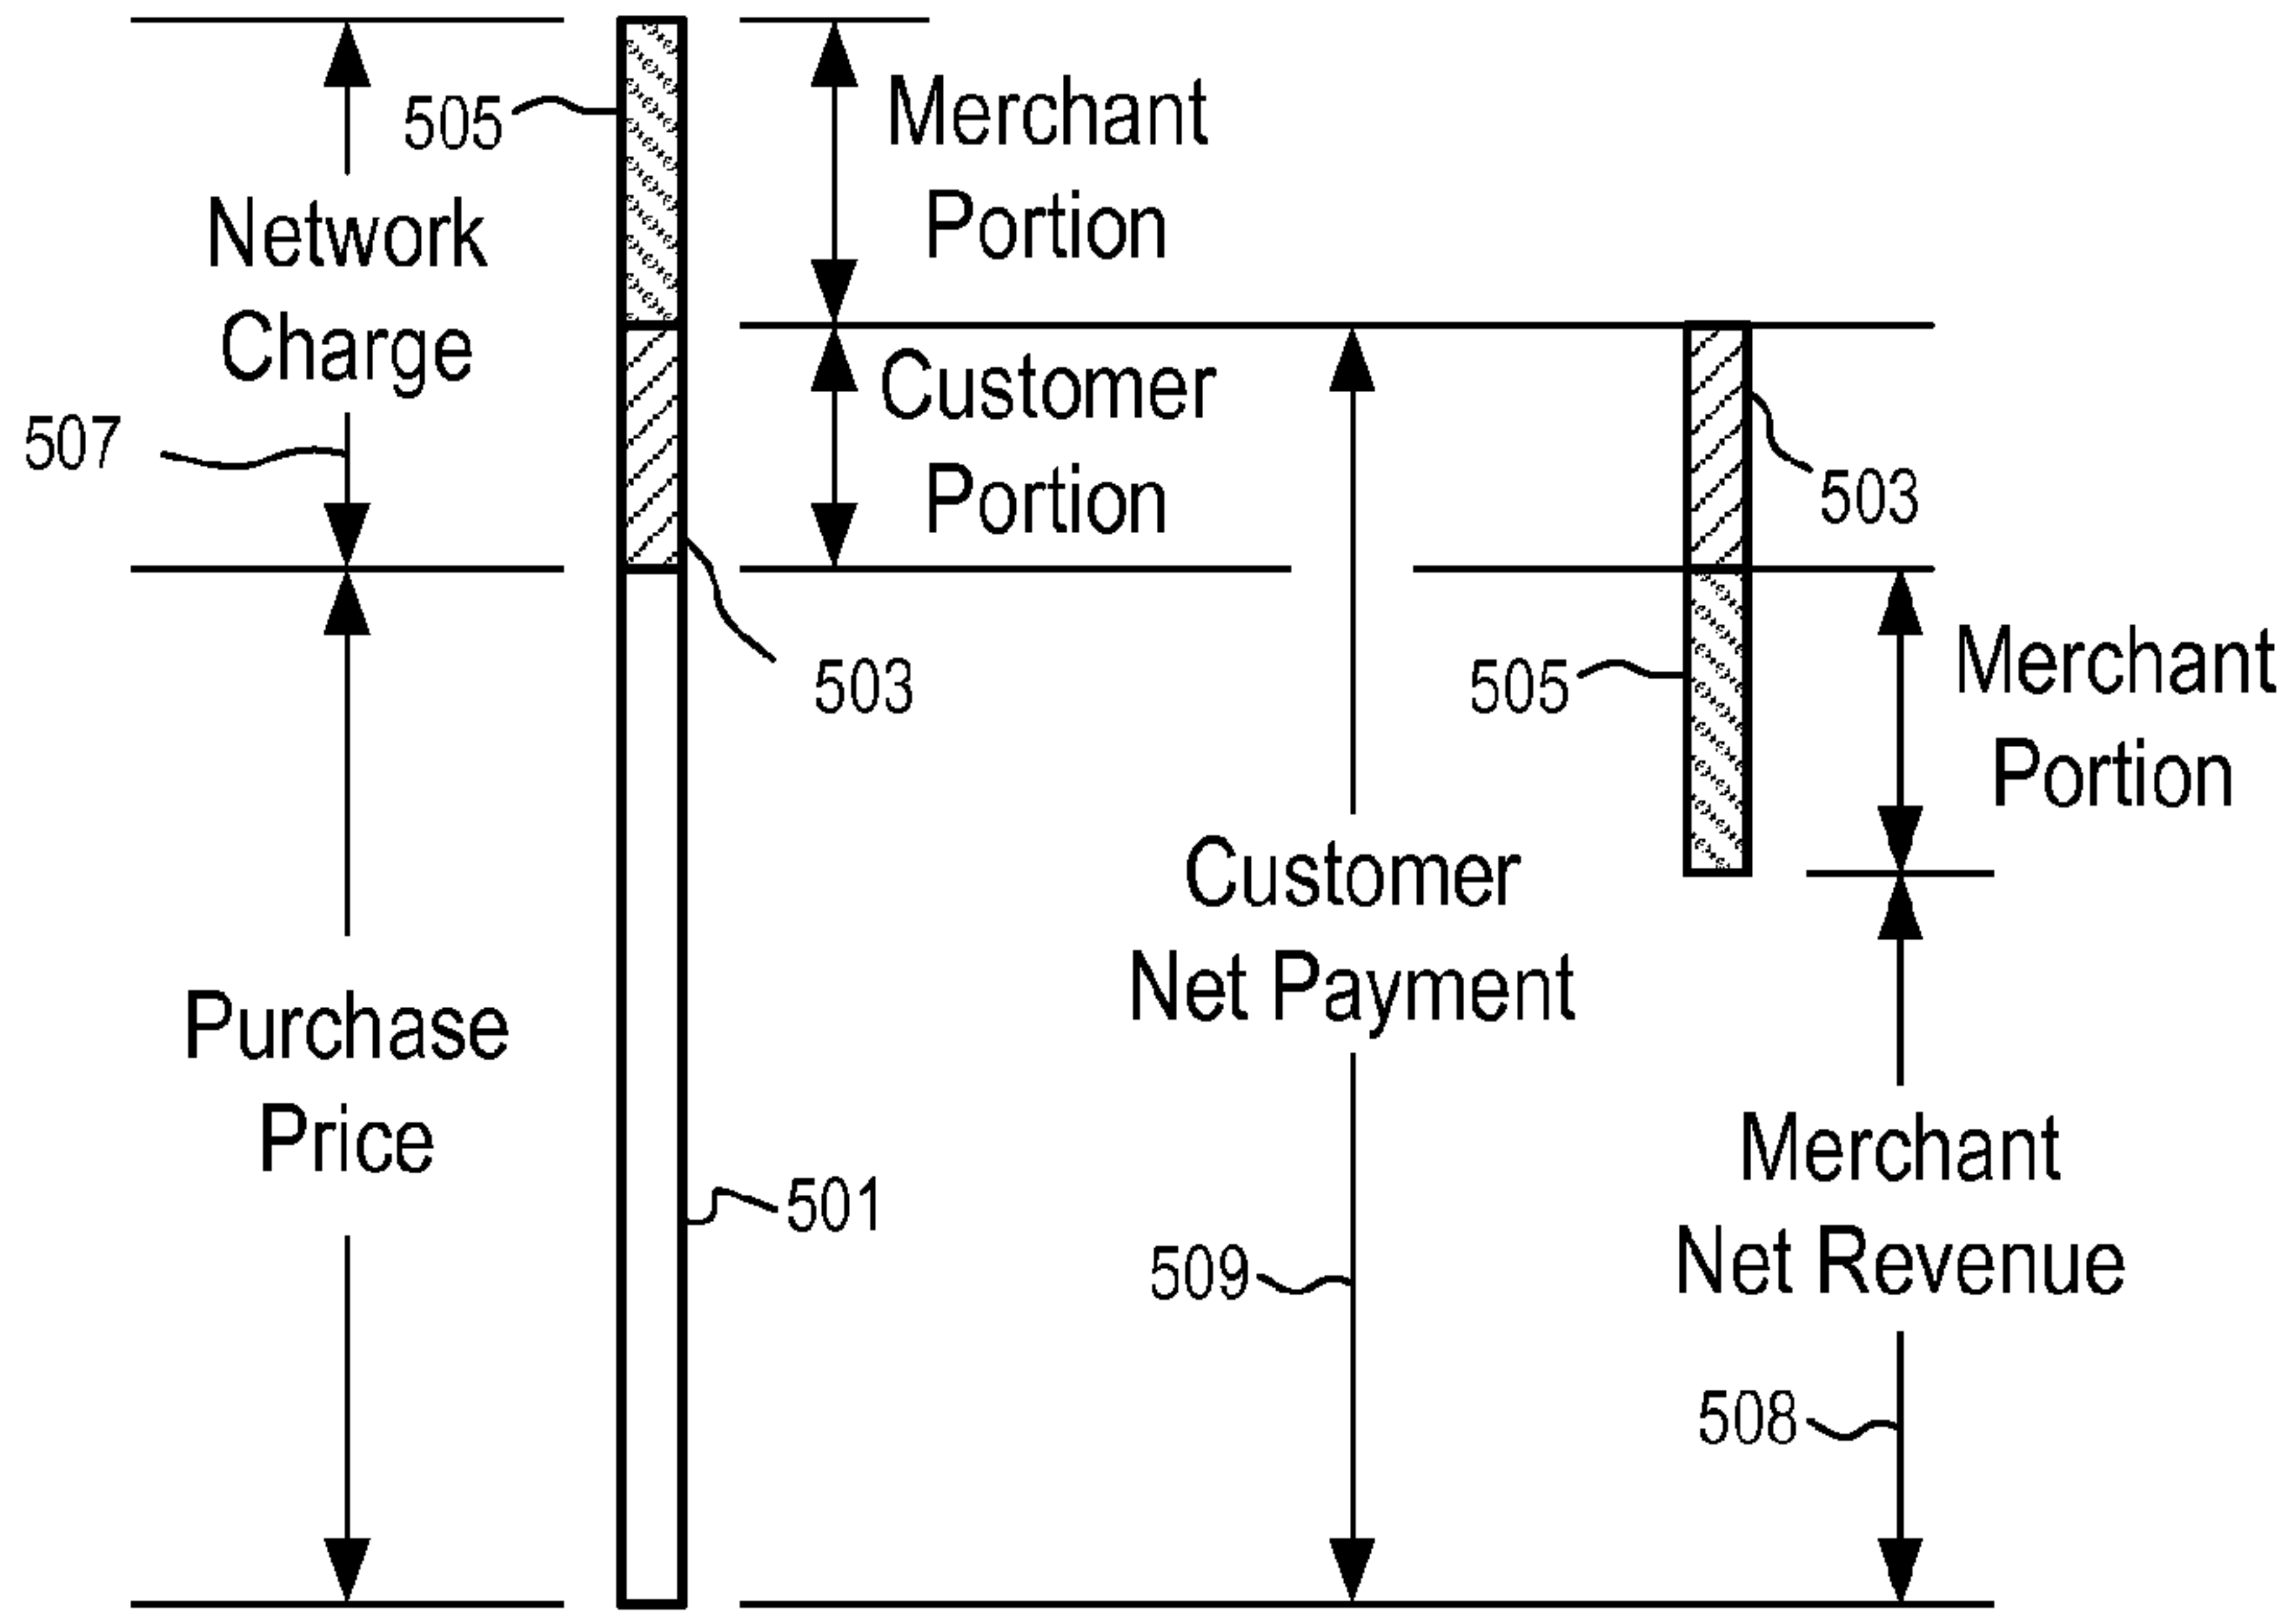 505
Merchant
Portion
Network
Charge
Customer
Portion
507
503
503
505
Merchant
Portion
Customer
Net Payment
Purchase
Price
501
Merchant
Net Revenue
509
508